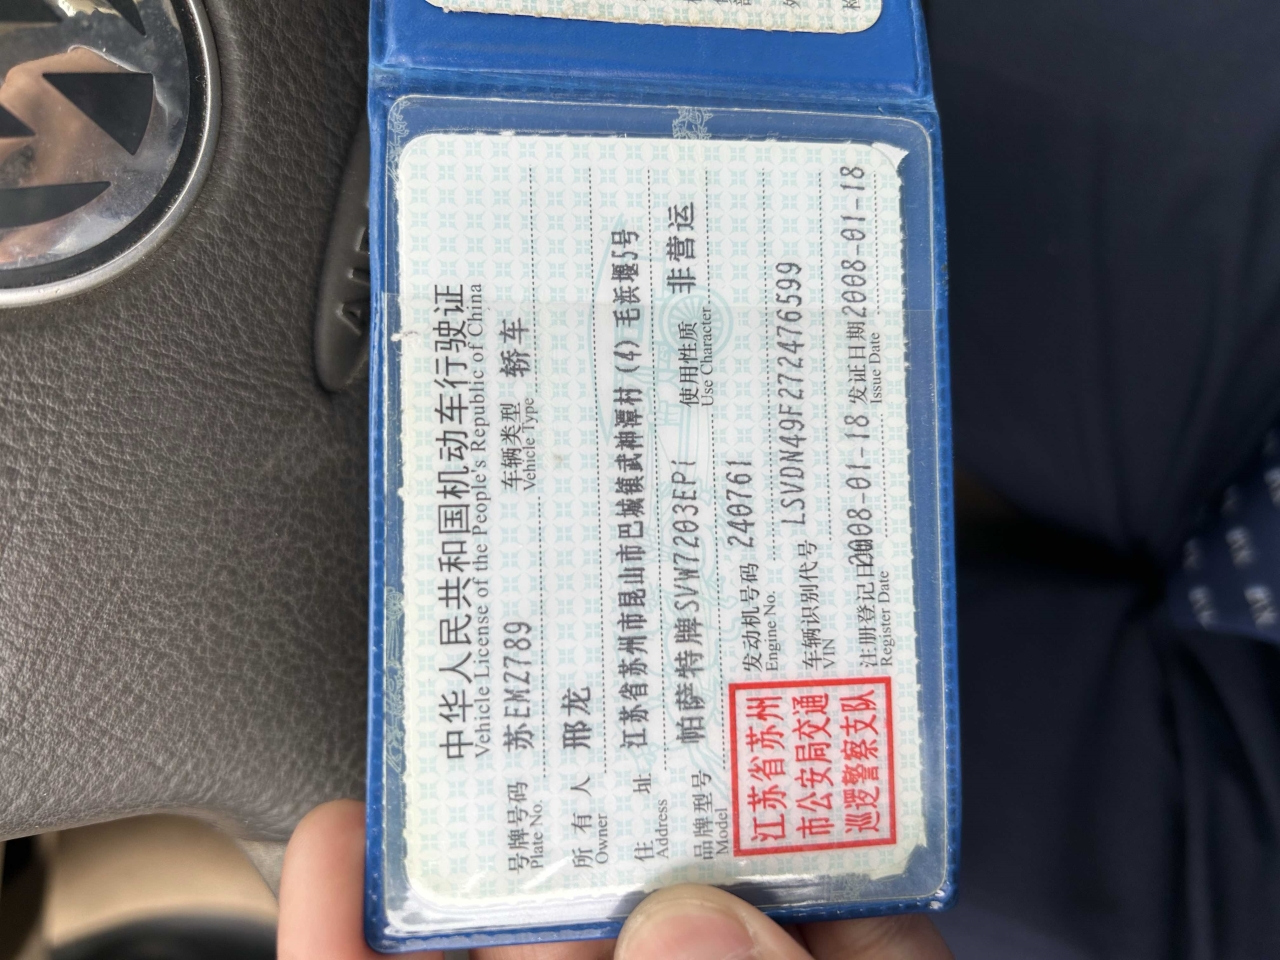 中华人民共和国机动车行驶证
Vehicle License of the People's Republic of China
号牌号码 苏EMZ789 车辆类型 轿车
Plate No. Vehicle Type
所有人 邢龙
Owner
住址 江苏省苏州市昆山市巴城镇武神潭村(4)毛浜堰5号
Address
品牌型号 帕萨特牌SVW7203EPi 使用性质 非营运
Model Use Character
江苏省苏州
市公安局交通
巡逻警察支队
发动机号码 240761
Engine No.
车辆识别代号 LSVDN49F272476599
VIN
注册登记日期 2008-01-18 发证日期 2008-01-18
Register Date Issue Date
AIR